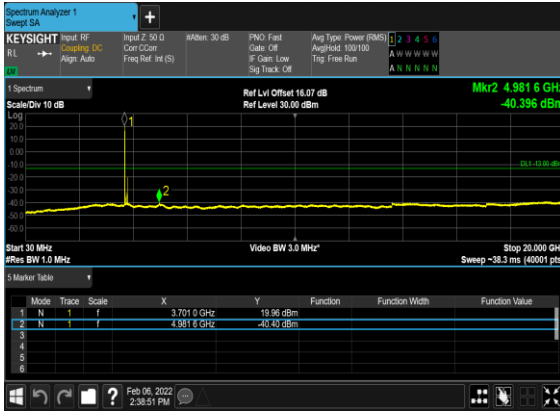 Spectrum Analyzer 1
Swept SA
+
KEYSIGHT Input: RF Input Z: 50 Ω #Atten: 30 dB PNO: Fast Avg Type: Power (RMS) 1 2 3 4 5 6
RL Coupling: DC Corr CCorr Gate: Off Avg|Hold: 100/100 A W W W W W
Align: Auto Freq Ref: Int (S) IF Gain: Low Trig: Free Run
Sig Track: Off A N N N N N
1 Spectrum Ref Lvl Offset 16.07 dB Mkr2 4.981 6 GHz
Scale/Div 10 dB Ref Level 30.00 dBm -40.396 dBm
Log
20.0
10.0
0.00
-10.0
-20.0
-30.0
-40.0
-50.0
-60.0
1
2
DL1 -13.00 dBm
Start 30 MHz Video BW 3.0 MHz* Stop 20.000 GHz
#Res BW 1.0 MHz Sweep ~38.3 ms (40001 pts)
5 Marker Table
Mode Trace Scale X Y Function Function Width Function Value
1 N 1 f 3.701 0 GHz 19.96 dBm
2 N 1 f 4.981 6 GHz -40.40 dBm
3
4
5
6
? Feb 06, 2022
2:38:51 PM